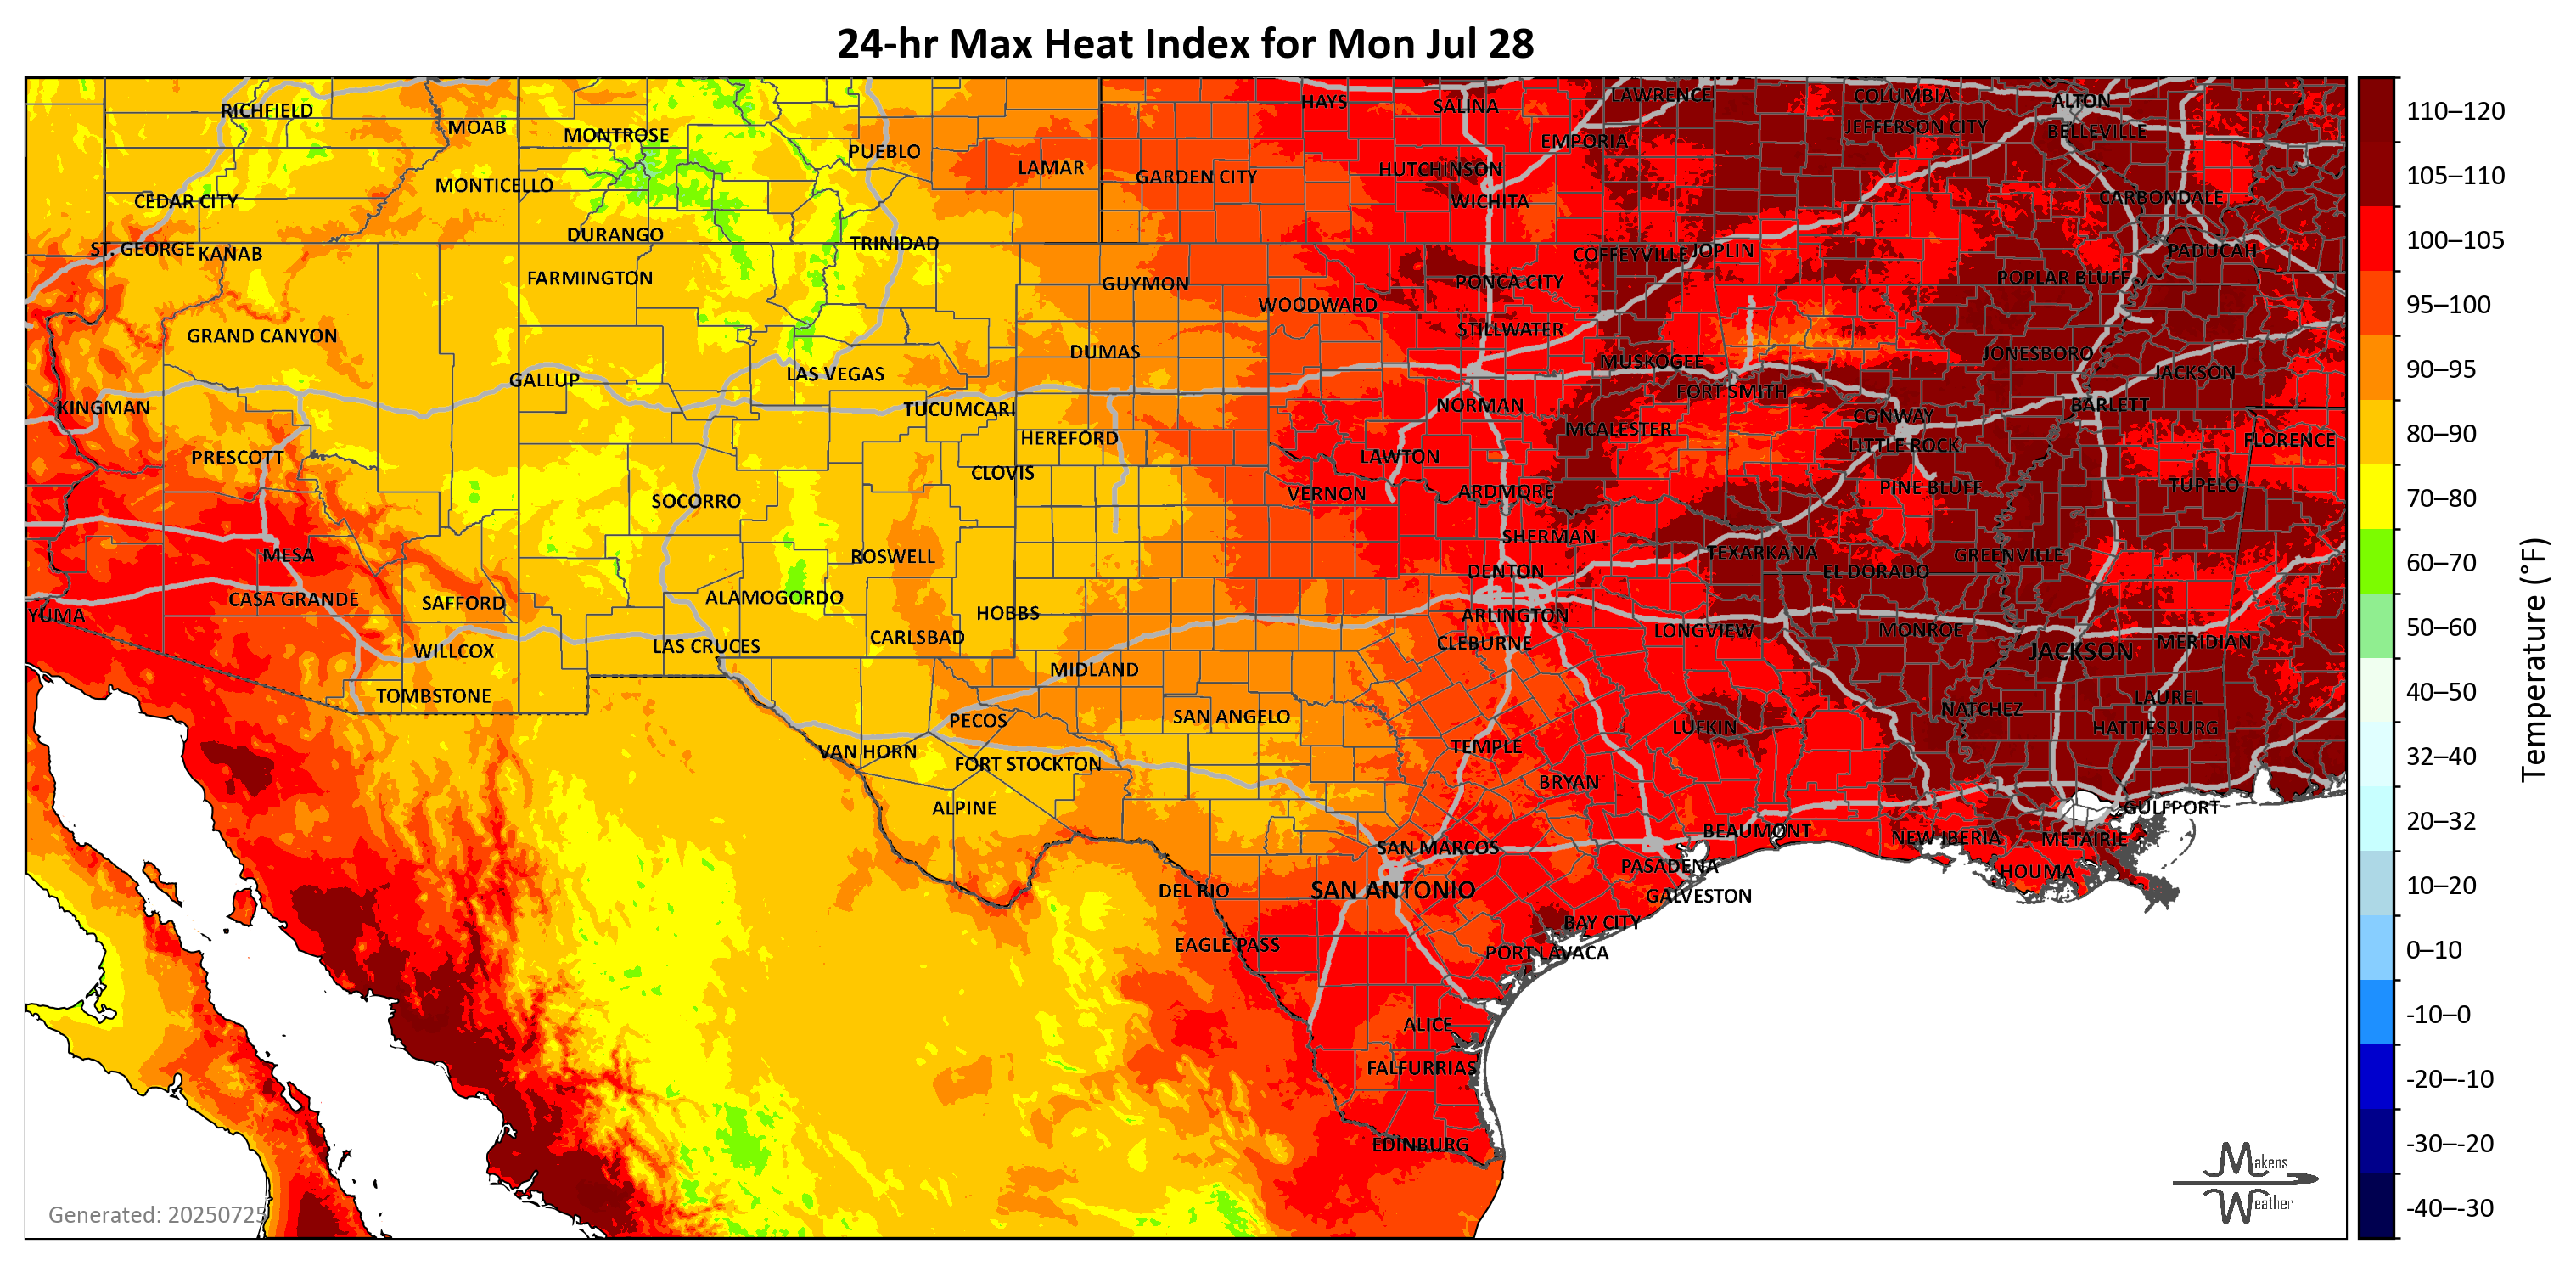 24-hr Max Heat Index for Mon Jul 28
RICHFIELD
MOAB
MONTROSE
PUEBLO
LAMAR
HAYS
SALINA
LAWRENCE
COLUMBIA
ALTON
EMPORIA
JEFFERSON CITY
BELLEVILLE
CEDAR CITY
MONTICELLO
GARDEN CITY
HUTCHINSON
WICHITA
CARBONDALE
ST. GEORGE
KANAB
DURANGO
TRINIDAD
COFFEYVILLE
JOPLIN
PADUCAH
FARMINGTON
GUYMON
WOODWARD
PONCA CITY
POPLAR BLUFF
GRAND CANYON
DUMAS
STILLWATER
MUSKOGEE
JONESBORO
KINGMAN
GALLUP
LAS VEGAS
TUCUMCARI
NORMAN
FORT SMITH
CONWAY
JACKSON
BARLETT
PRESCOTT
HEREFORD
CLOVIS
LAWTON
MCALESTER
LITTLE ROCK
FLORENCE
SOCORRO
VERNON
ARDMORE
PINE BLUFF
TUPELO
MESA
ROSWELL
SHERMAN
TEXARKANA
GREENVILLE
DENTON
EL DORADO
YUMA
CASA GRANDE
SAFFORD
ALAMOGORDO
HOBBS
ARLINGTON
WILLCOX
LAS CRUCES
CARLSBAD
CLEBURNE
LONGVIEW
MONROE
JACKSON
MERIDIAN
TOMBSTONE
MIDLAND
PECOS
SAN ANGELO
LUFKIN
NATCHEZ
LAUREL
HATTIESBURG
VAN HORN
FORT STOCKTON
TEMPLE
BRYAN
ALPINE
GULFPORT
SAN MARCOS
BEAUMONT
NEW IBERIA
METAIRIE
DEL RIO
SAN ANTONIO
PASADENA
GALVESTON
HOUMA
EAGLE PASS
BAY CITY
PORT LAVACA
ALICE
FALFURRIAS
EDINBURG
Generated: 20250725
Makens
Weather
110–120
105–110
100–105
95–100
90–95
80–90
70–80
60–70
50–60
40–50
32–40
20–32
10–20
0–10
-10–0
-20–-10
-30–-20
-40–-30
Temperature (°F)